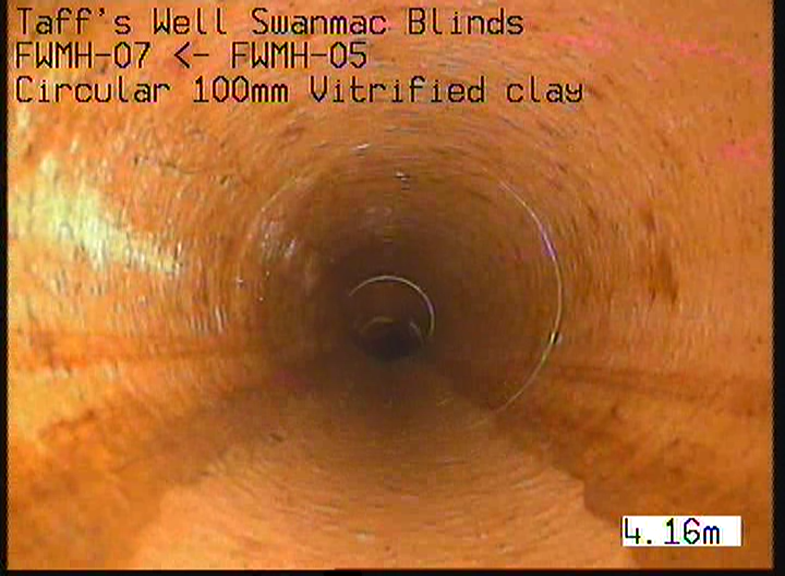 Taff's Well Swanmac Blinds
FWMH-07 <- FWMH-05
Circular 100mm Vitrified clay
4.16m